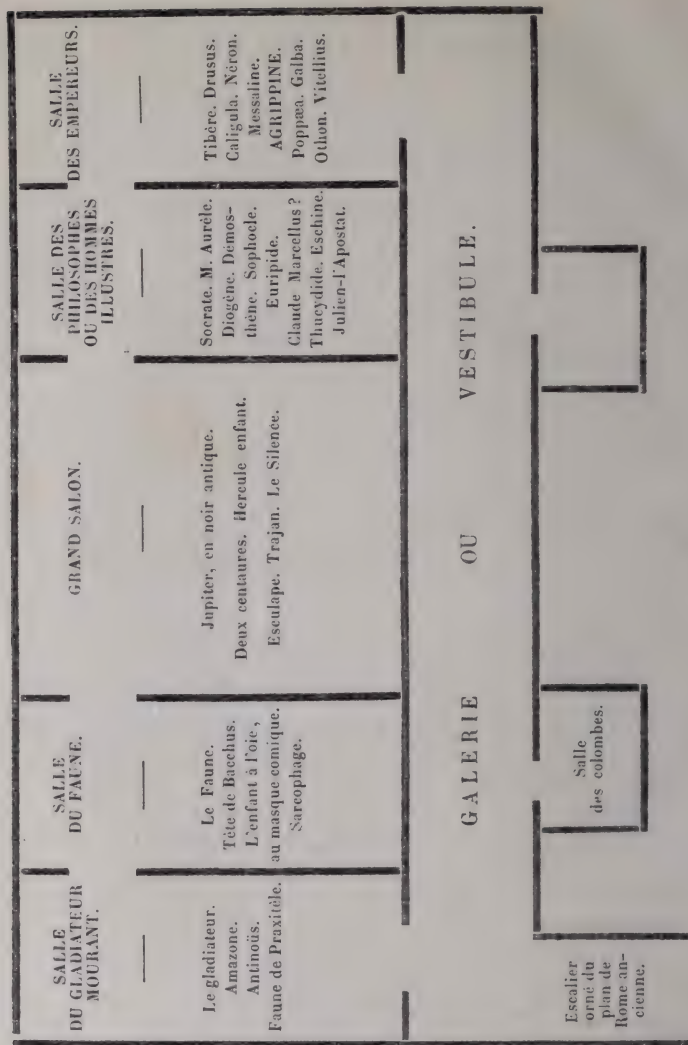 SALLE
DU GLADIATEUR
MOURANT.
Le gladiateur.
Amazone.
Antinoüs.
Faune de Praxitèle.
SALLE
DU FAUNE.
Le Faune.
Tête de Bacchus.
L'enfant à l'oie,
au masque comique.
Sarcophage.
GRAND SALON.
Jupiter, en noir antique.
Deux centaures. Hercule enfant.
Esculape. Trajan. Le Silence.
SALLE DES
PHILOSOPHES
OU DES HOMMES
ILLUSTRES.
Socrate. M. Aurèle.
Diogène. Démos-
thène. Sophocle.
Euripide.
Claude Marcellus?
Thucydide. Eschine.
Julien-l'Apostat.
SALLE
DES EMPEREURS.
Tibère. Drusus.
Caligula. Néron.
Messaline.
AGRIPPINE.
Poppæa. Galba.
Othon. Vitellius.
GALERIE OU VESTIBULE.
Escalier
orné du
plan de
Rome an-
cienne.
Salle
des colombes.